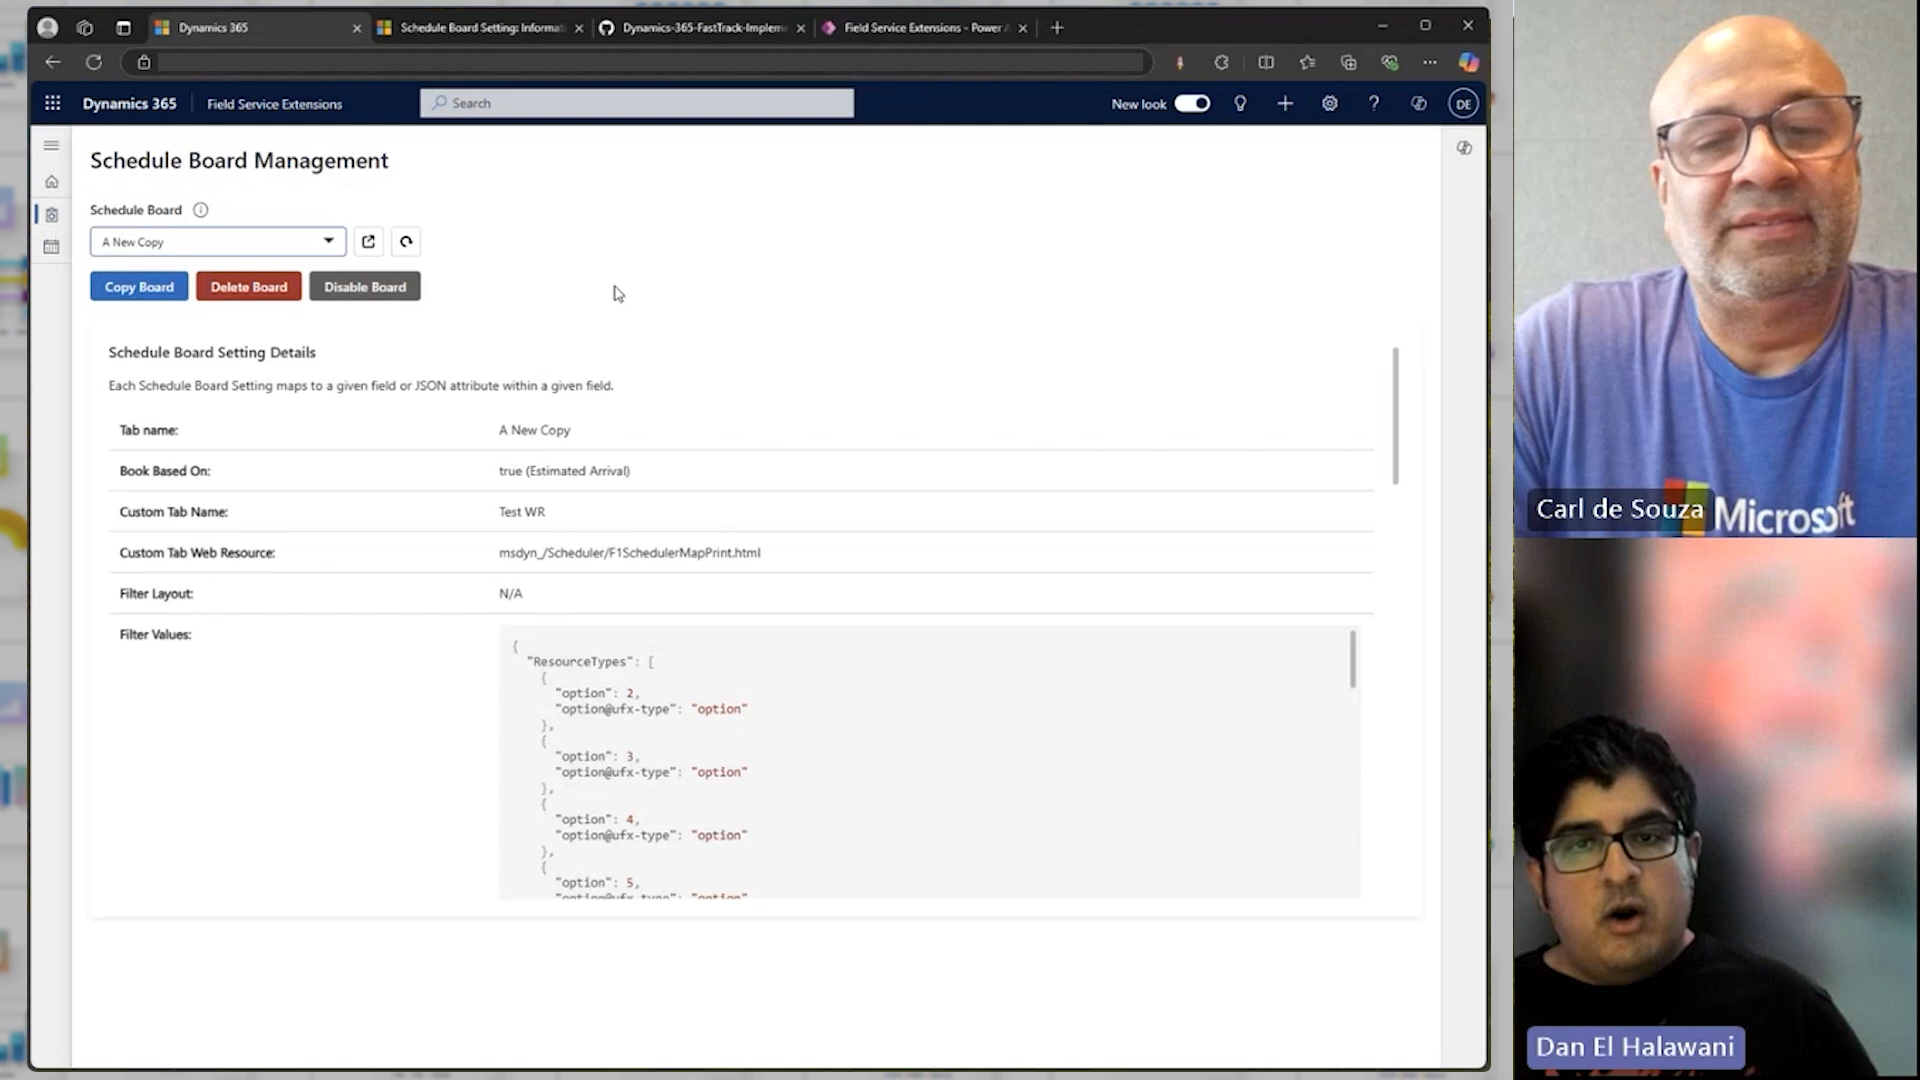 Dynamics 365
Schedule Board Setting: Informat
Dynamics-365-FastTrack-Implem
Field Service Extensions - Power A
Dynamics 365
Field Service Extensions
Search
New look
DE
Schedule Board Management
Schedule Board
A New Copy
Copy Board
Delete Board
Disable Board
Schedule Board Setting Details
Each Schedule Board Setting maps to a given field or JSON attribute within a given field.
Tab name: A New Copy
Book Based On: true (Estimated Arrival)
Custom Tab Name: Test WR
Custom Tab Web Resource: msdyn_/Scheduler/F1SchedulerMapPrint.html
Filter Layout: N/A
Filter Values:
{
"ResourceTypes": [
{
"option": 2,
"option@ufx-type": "option"
},
{
"option": 3,
"option@ufx-type": "option"
},
{
"option": 4,
"option@ufx-type": "option"
},
{
"option": 5,
"option@ufx-type": "option"
Carl de Souza
Microsoft
Dan El Halawani